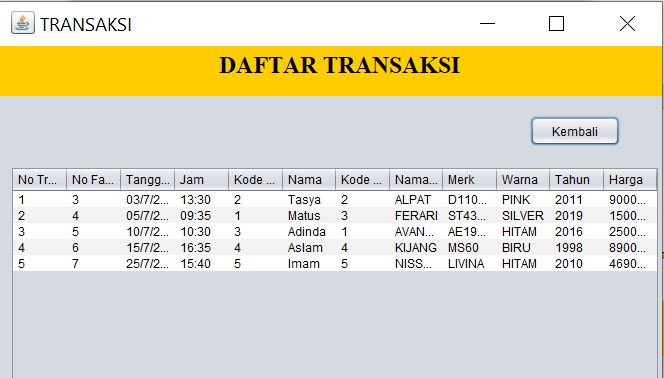 TRANSAKSI
DAFTAR TRANSAKSI
Kembali
No Tr... No Fa... Tangg... Jam Kode ... Nama Kode ... Nama... Merk Warna Tahun Harga
1 3 03/7/2... 13:30 2 Tasya 2 ALPAT D110... PINK 2011 9000...
2 4 05/7/2... 09:35 1 Matus 3 FERARI ST43... SILVER 2019 1500...
3 5 10/7/2... 10:30 3 Adinda 1 AVAN... AE19... HITAM 2016 2500...
4 6 15/7/2... 16:35 4 Aslam 4 KIJANG MS60 BIRU 1998 8900...
5 7 25/7/2... 15:40 5 Imam 5 NISS... LIVINA HITAM 2010 4690...